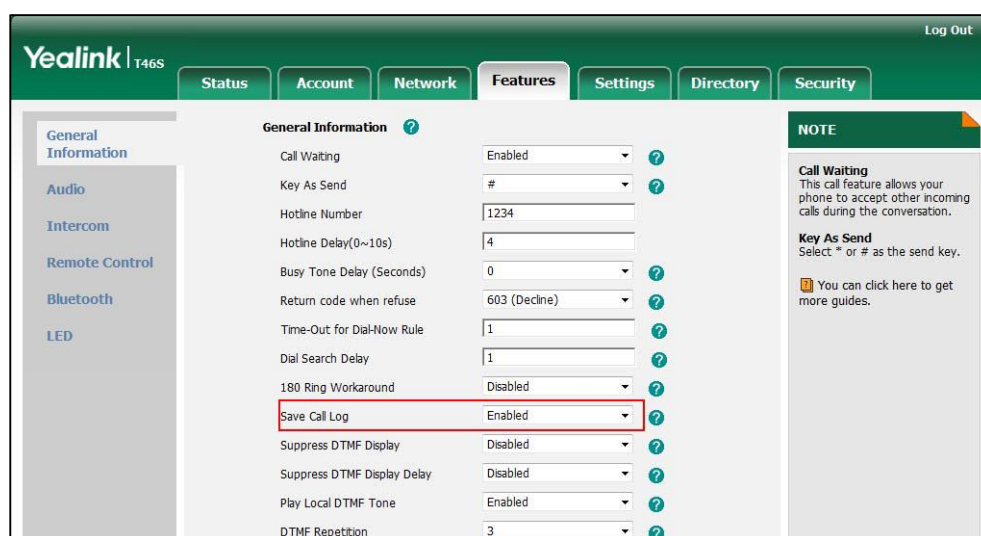 Log Out
Yealink | T46S
Status Account Network Features Settings Directory Security
General
Information
Audio
Intercom
Remote Control
Bluetooth
LED
General Information ?
Call Waiting Enabled ?
Key As Send # ?
Hotline Number 1234
Hotline Delay(0~10s) 4
Busy Tone Delay (Seconds) 0 ?
Return code when refuse 603 (Decline) ?
Time-Out for Dial-Now Rule 1 ?
Dial Search Delay 1 ?
180 Ring Workaround Disabled ?
Save Call Log Enabled ?
Suppress DTMF Display Disabled ?
Suppress DTMF Display Delay Disabled ?
Play Local DTMF Tone Enabled ?
DTMF Repetition 3 ?
NOTE
Call Waiting
This call feature allows your
phone to accept other incoming
calls during the conversation.
Key As Send
Select * or # as the send key.
? You can click here to get
more guides.